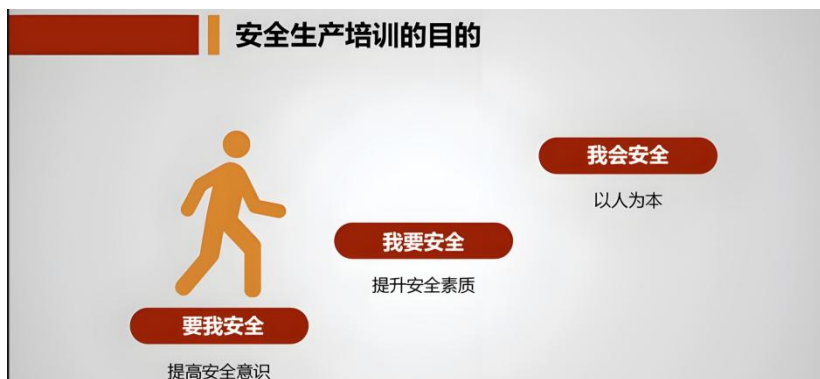 安全生产培训的目的
我会安全
以人为本
我要安全
提升安全素质
要我安全
提高安全意识